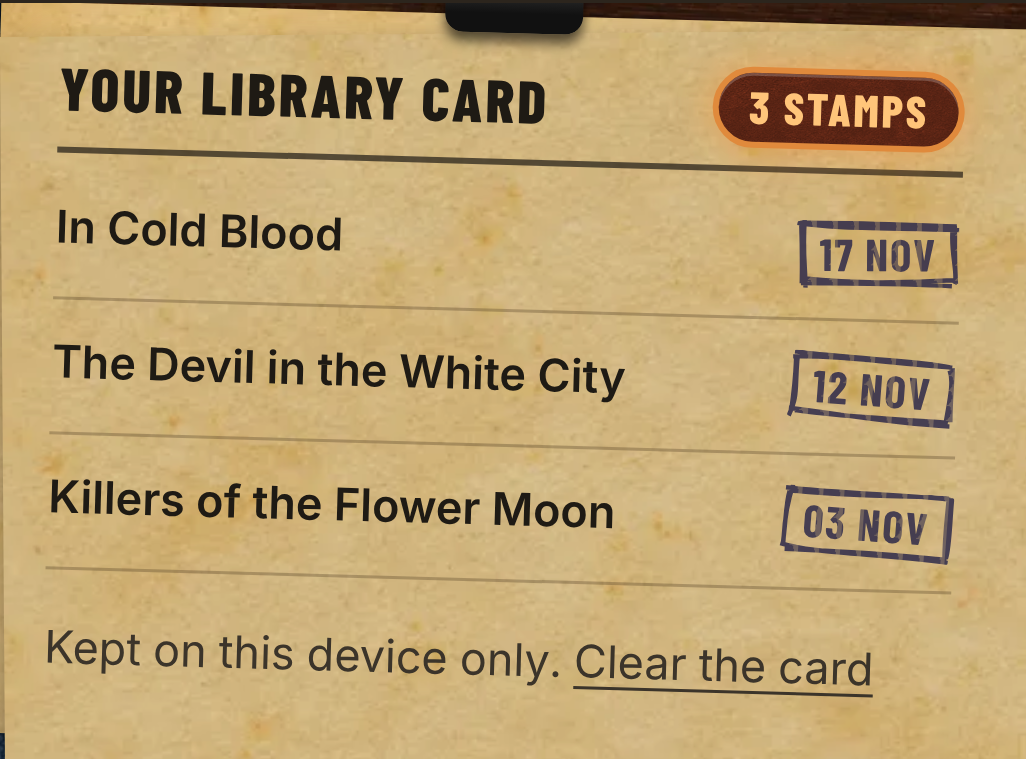 YOUR LIBRARY CARD
3 STAMPS
In Cold Blood
17 NOV
The Devil in the White City
12 NOV
Killers of the Flower Moon
03 NOV
Kept on this device only. Clear the card